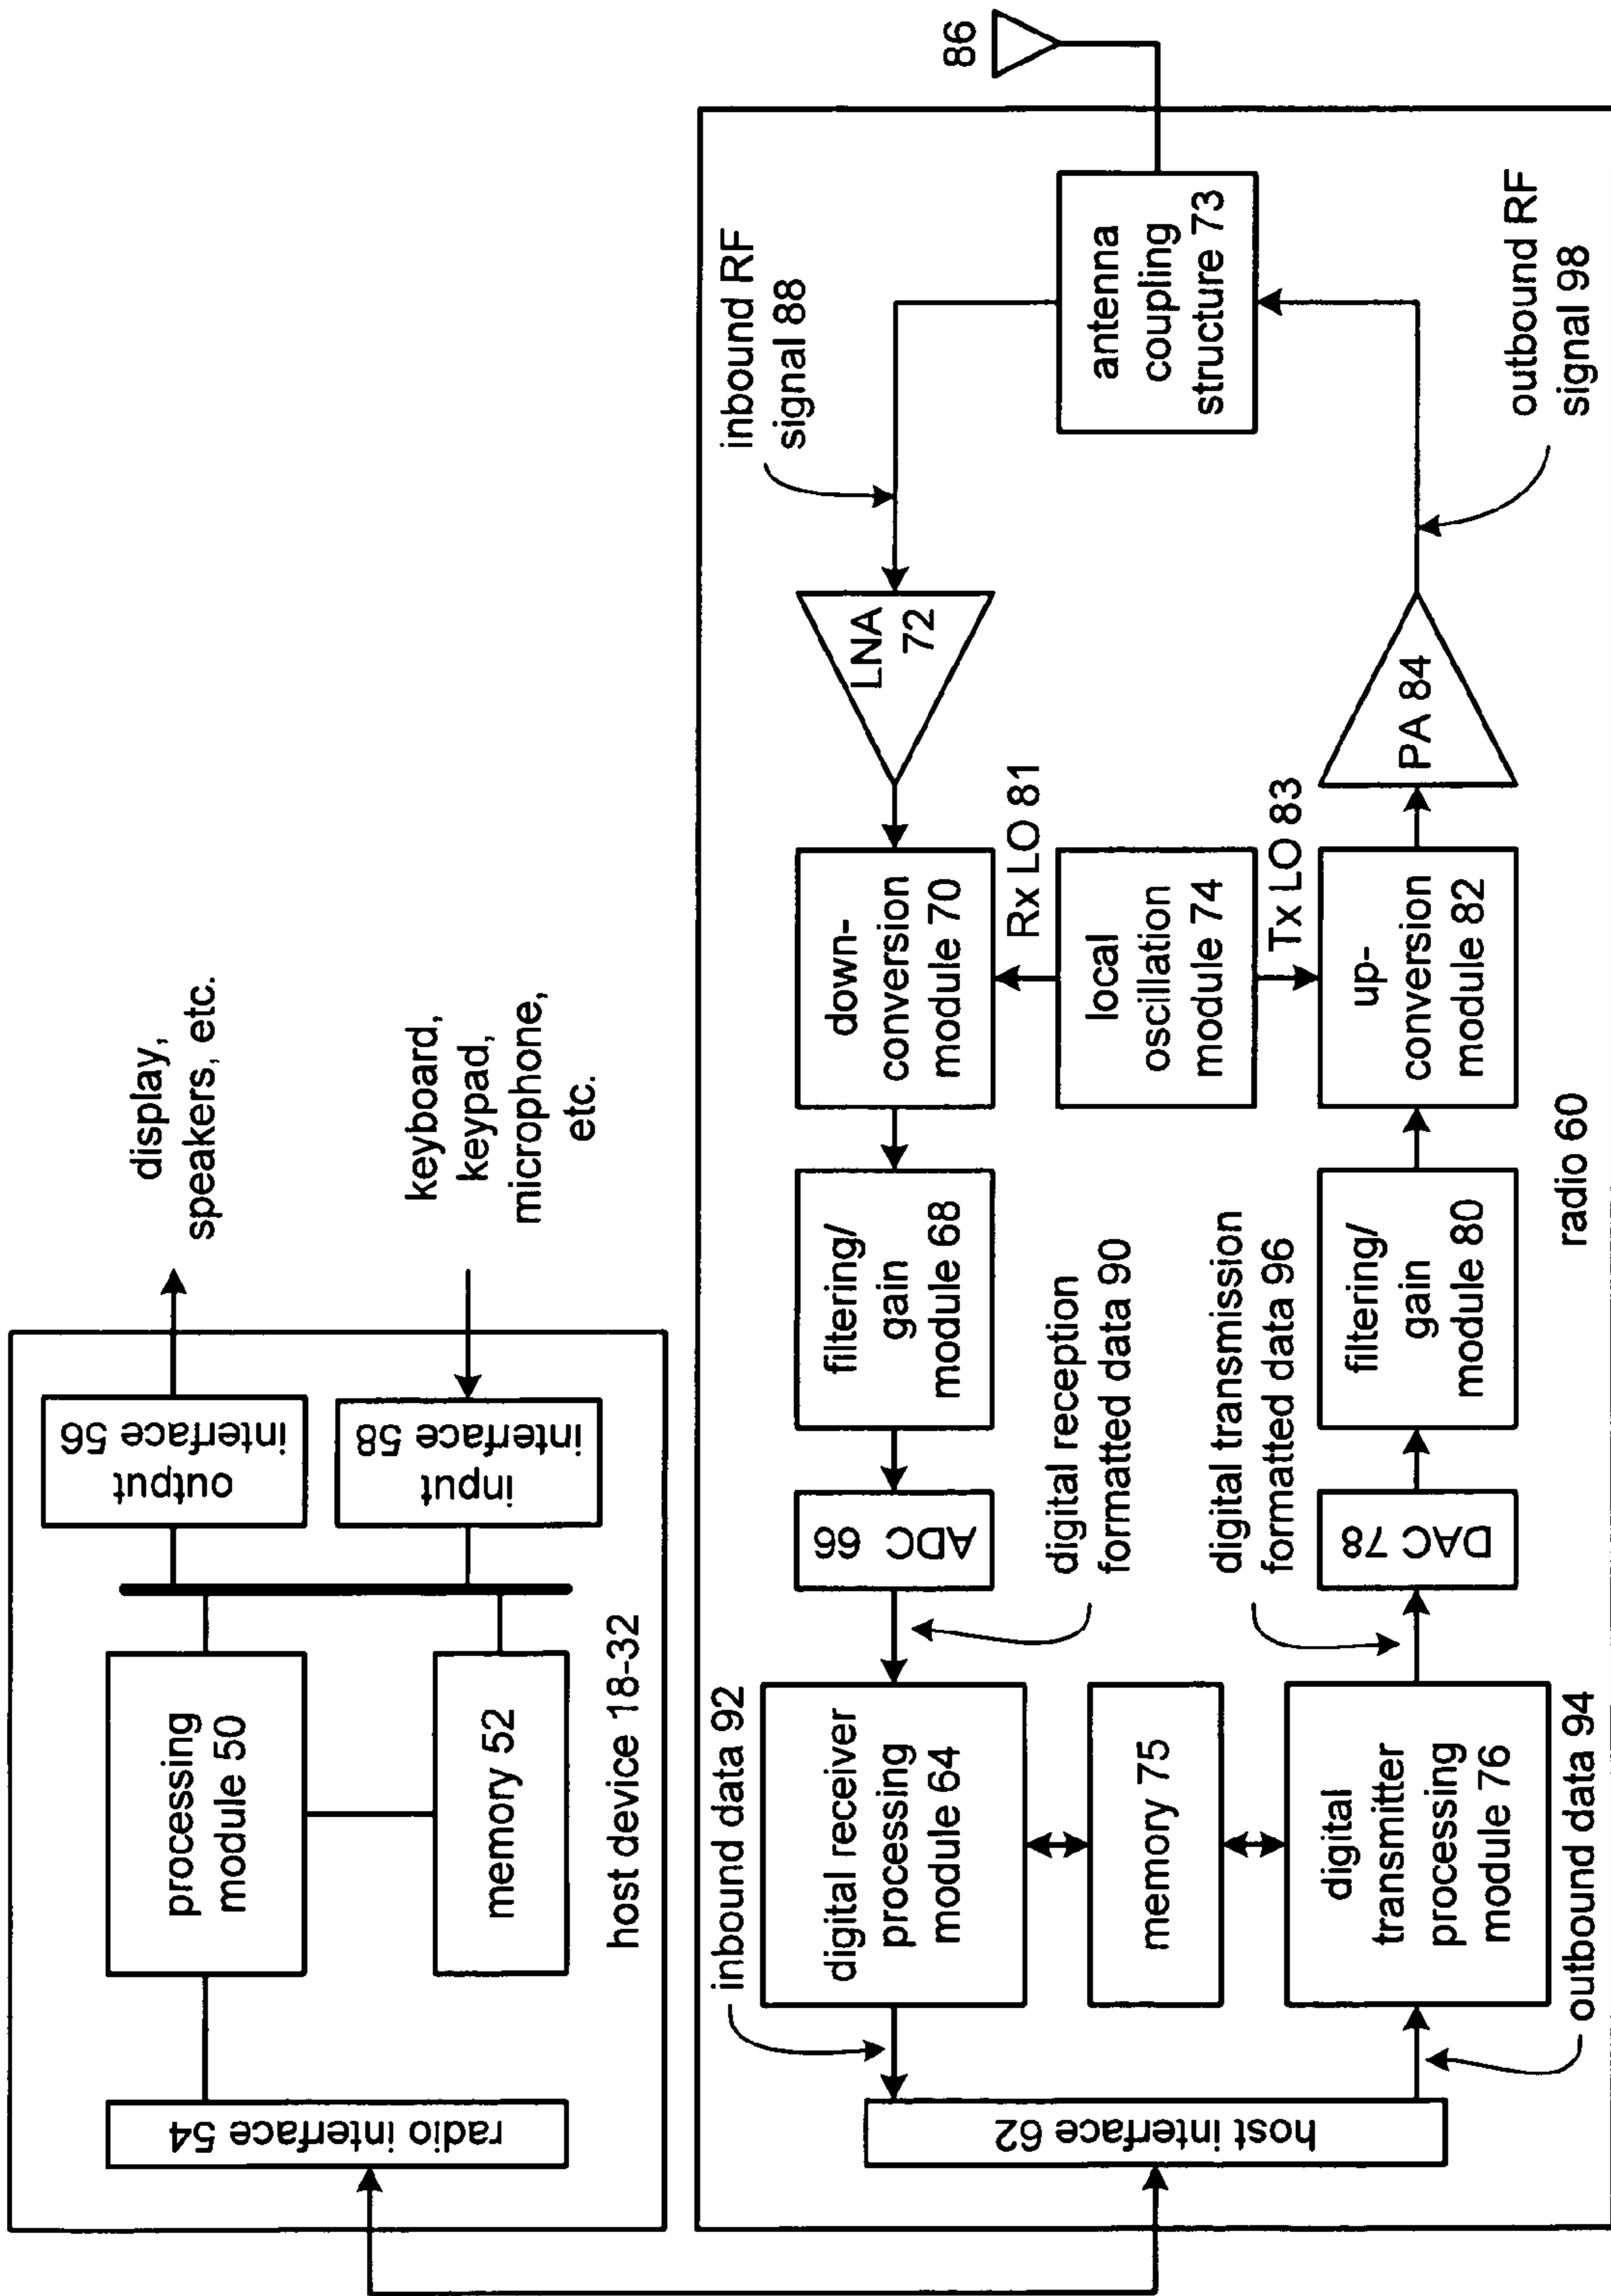 radio interface 54
processing
module 50
memory 52
output
interface 56
input
interface 58
display,
speakers, etc.
keyboard,
keypad,
microphone,
etc.
host device 18-32
host interface 62
inbound data 92
digital receiver
processing
module 64
ADC 66
filtering/
gain
module 68
down-
conversion
module 70
LNA
72
inbound RF
signal 88
86
antenna
coupling
structure 73
digital reception
formatted data 90
memory 75
Rx LO 81
local
oscillation
module 74
Tx LO 83
digital transmission
formatted data 96
digital
transmitter
processing
module 76
DAC 78
filtering/
gain
module 80
up-
conversion
module 82
PA 84
outbound RF
signal 98
outbound data 94
radio 60